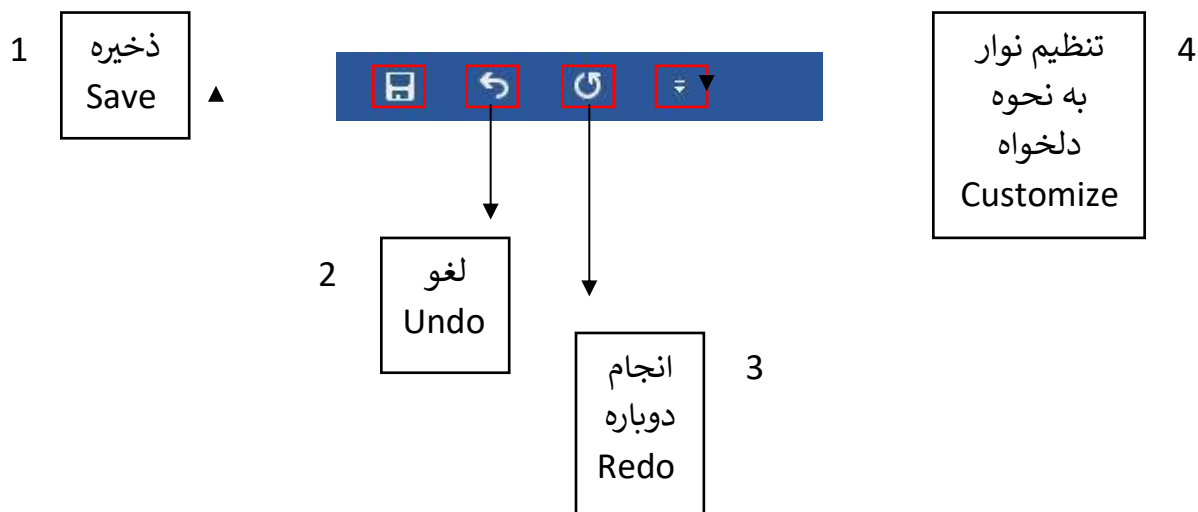 1
ذخیره
Save
2
لغو
Undo
3
انجام
دوباره
Redo
4
تنظیم نوار
به نحوه
دلخواه
Customize